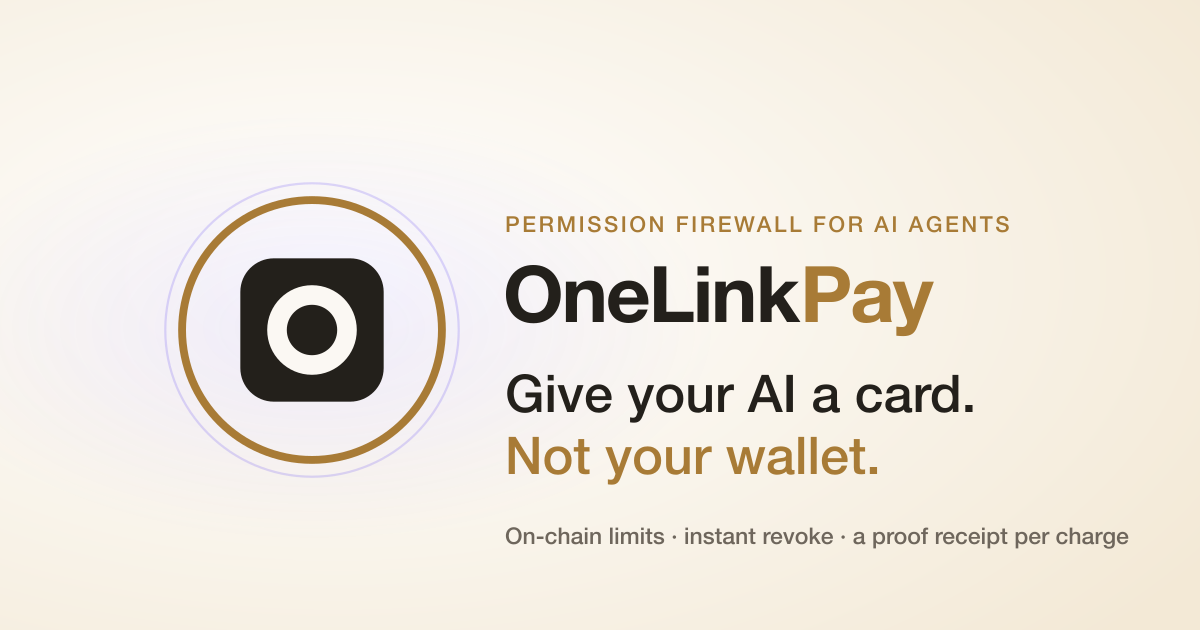 PERMISSION FIREWALL FOR AI AGENTS
OneLinkPay
Give your AI a card.
Not your wallet.
On-chain limits · instant revoke · a proof receipt per charge